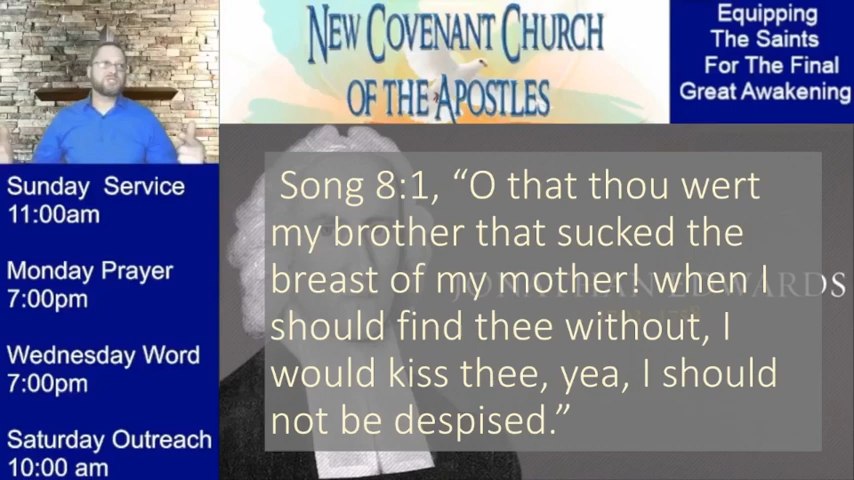 New Covenant Church
of the Apostles
Equipping
The Saints
For The Final
Great Awakening
Sunday Service
11:00am
Monday Prayer
7:00pm
Wednesday Word
7:00pm
Saturday Outreach
10:00 am
Song 8:1, “O that thou wert
my brother that sucked the
breast of my mother! when I
should find thee without, I
would kiss thee, yea, I should
not be despised.”
JONATHAN EDWARDS